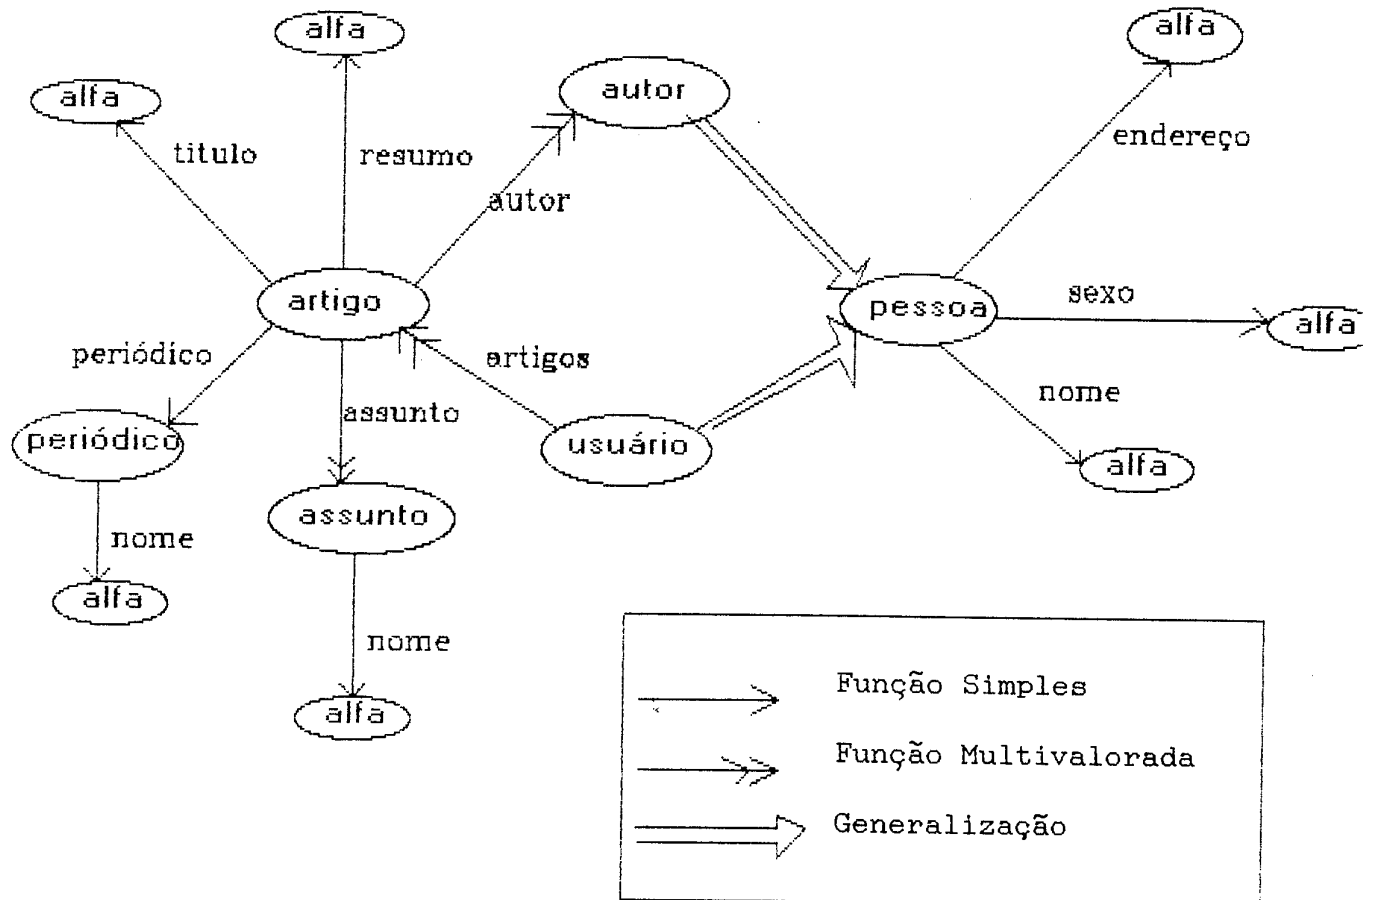 alfa
alfa
alfa
autor
titulo
resumo
endereço
autor
artigo
pessoa
sexo
alfa
periódico
artigos
nome
assunto
periódico
usuário
alfa
assunto
nome
alfa
nome
alfa
Função Simples
Função Multivalorada
Generalização